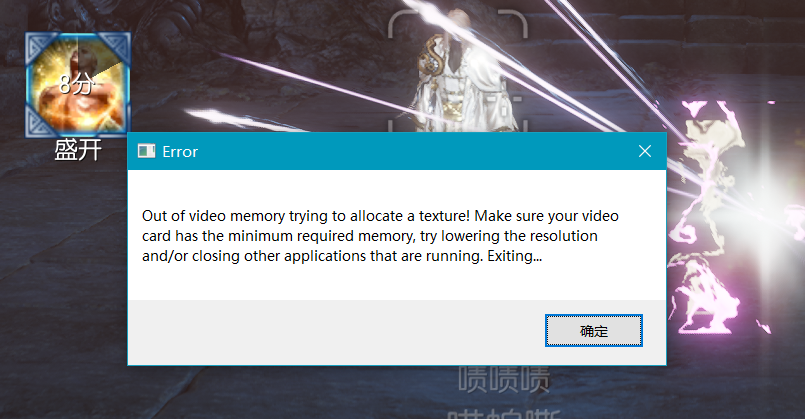 8分
盛开
Error
Out of video memory trying to allocate a texture! Make sure your video
card has the minimum required memory, try lowering the resolution
and/or closing other applications that are running. Exiting...
确定
啧啧啧